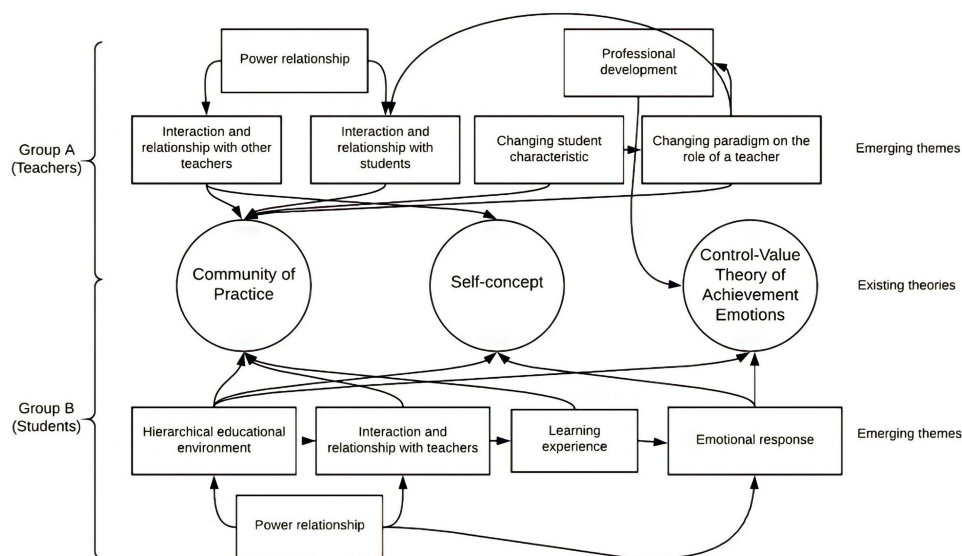 Power relationship
Professional
development
Group A
(Teachers)
Interaction and
relationship with other
teachers
Interaction and
relationship with
students
Changing student
characteristic
Changing paradigm on the
role of a teacher
Emerging themes
Community of
Practice
Self-concept
Control-Value
Theory of
Achievement
Emotions
Existing theories
Group B
(Students)
Hierarchical educational
environment
Interaction and
relationship with teachers
Learning
experience
Emotional response
Emerging themes
Power relationship